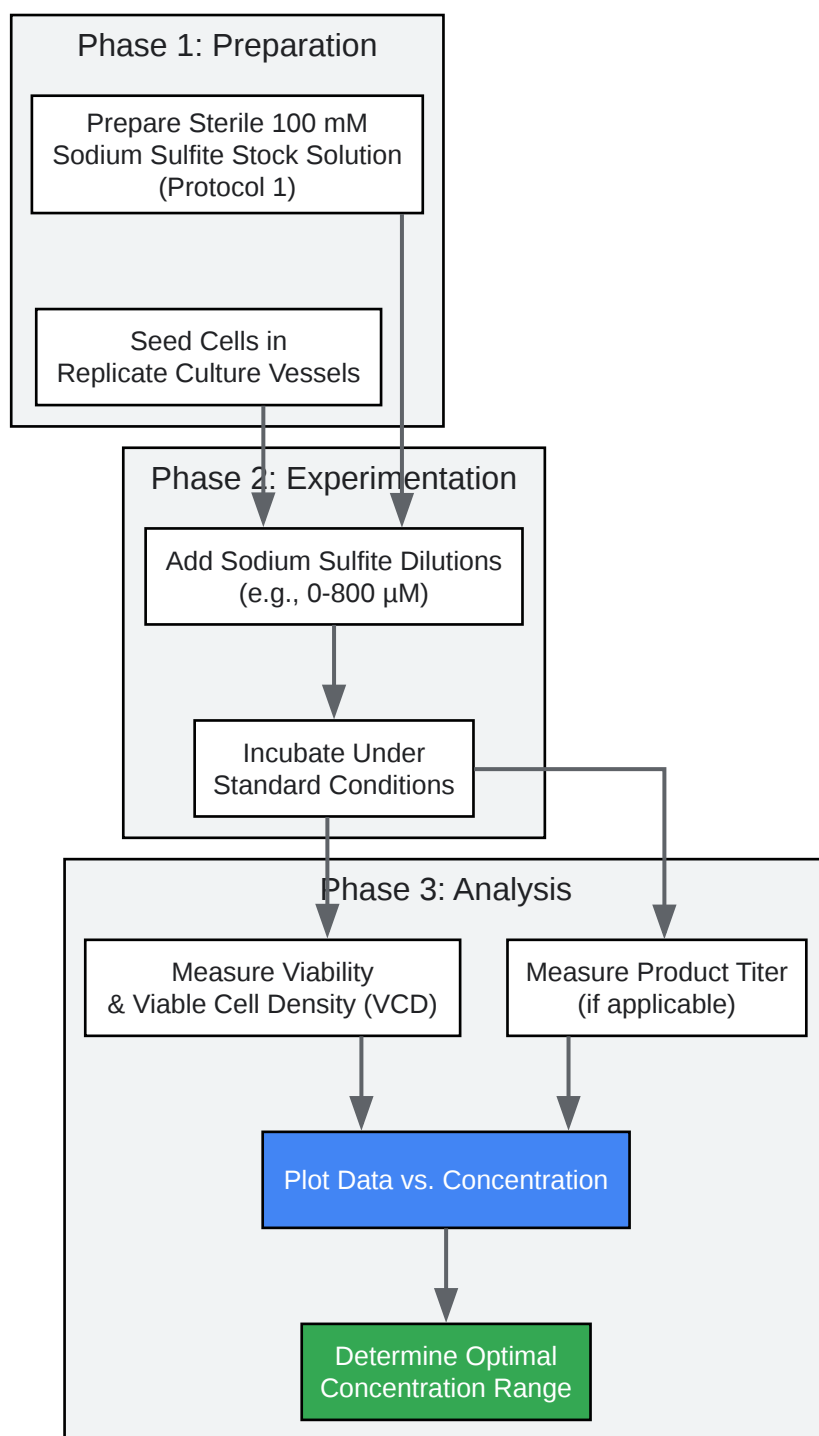 Phase 1: Preparation
Prepare Sterile 100 mM
Sodium Sulfite Stock Solution
(Protocol 1)
Seed Cells in
Replicate Culture Vessels
Phase 2: Experimentation
Add Sodium Sulfite Dilutions
(e.g., 0-800 µM)
Incubate Under
Standard Conditions
Phase 3: Analysis
Measure Viability
& Viable Cell Density (VCD)
Measure Product Titer
(if applicable)
Plot Data vs. Concentration
Determine Optimal
Concentration Range